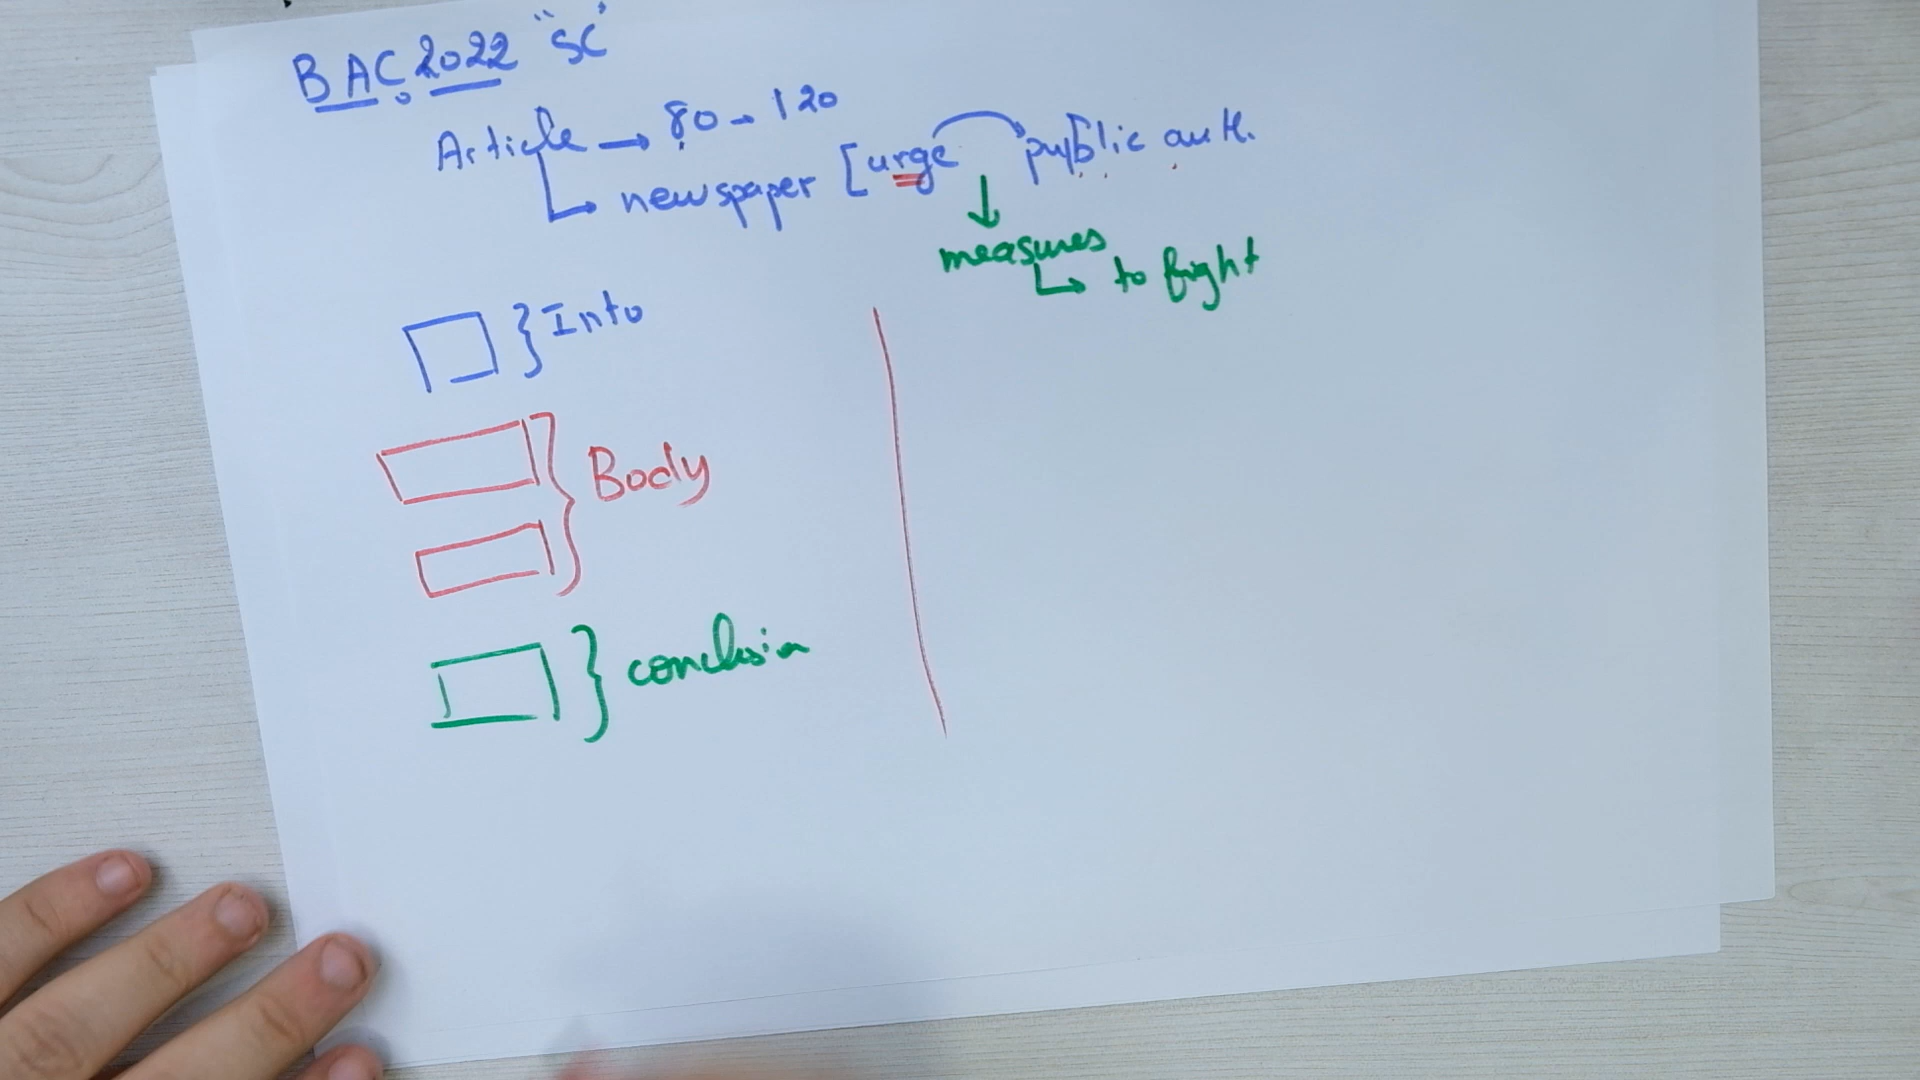 BAC 2022 "SC"
Article → 80 - 120
↳ newspaper [urge public auth.
↓
measures
↳ to fight
} Into
} Body
} conclusion